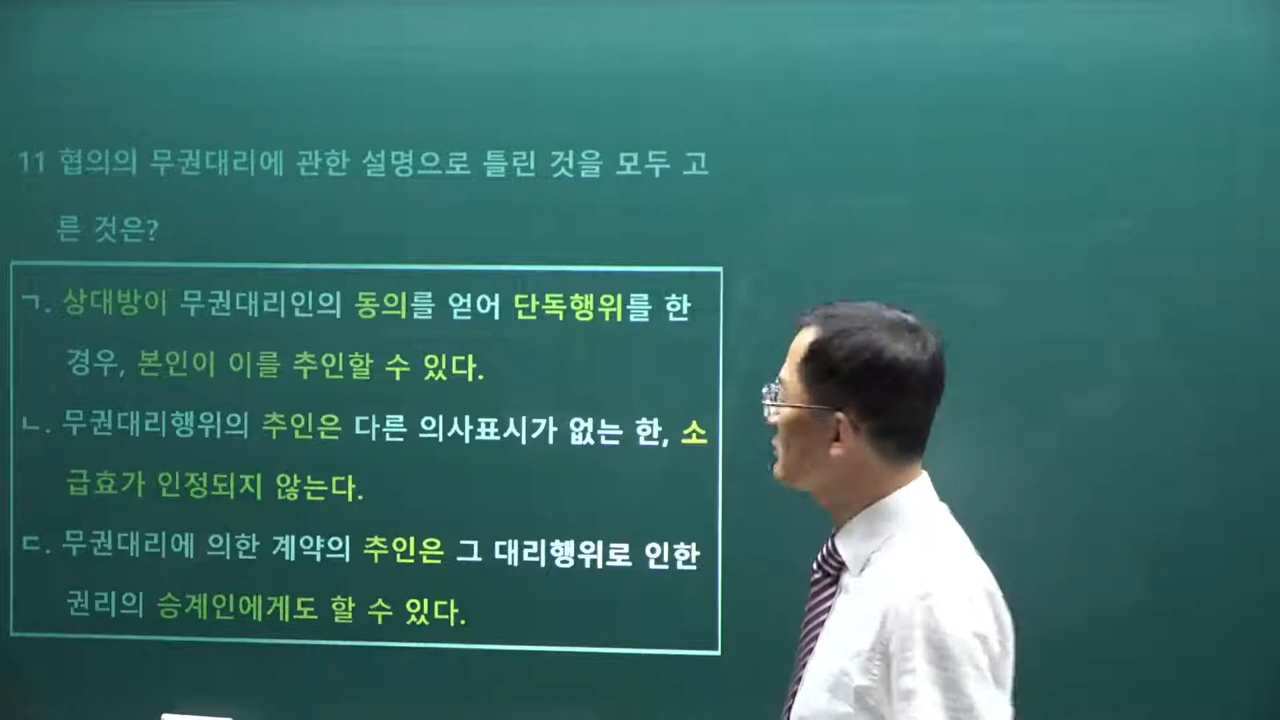 11 협의의 무권대리에 관한 설명으로 틀린 것을 모두 고
른 것은?
ㄱ. 상대방이 무권대리인의 동의를 얻어 단독행위를 한
경우, 본인이 이를 추인할 수 있다.
ㄴ. 무권대리행위의 추인은 다른 의사표시가 없는 한, 소
급효가 인정되지 않는다.
ㄷ. 무권대리에 의한 계약의 추인은 그 대리행위로 인한
권리의 승계인에게도 할 수 있다.